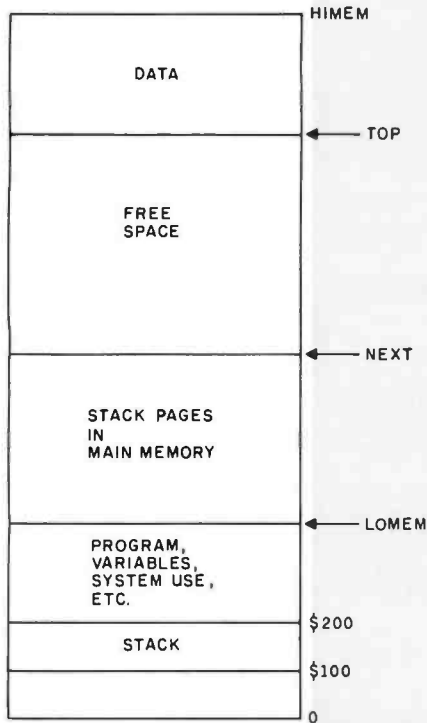 HIMEM
DATA
TOP
FREE
SPACE
NEXT
STACK PAGES
IN
MAIN MEMORY
LOMEM
PROGRAM,
VARIABLES,
SYSTEM USE,
ETC.
$200
STACK
$100
0